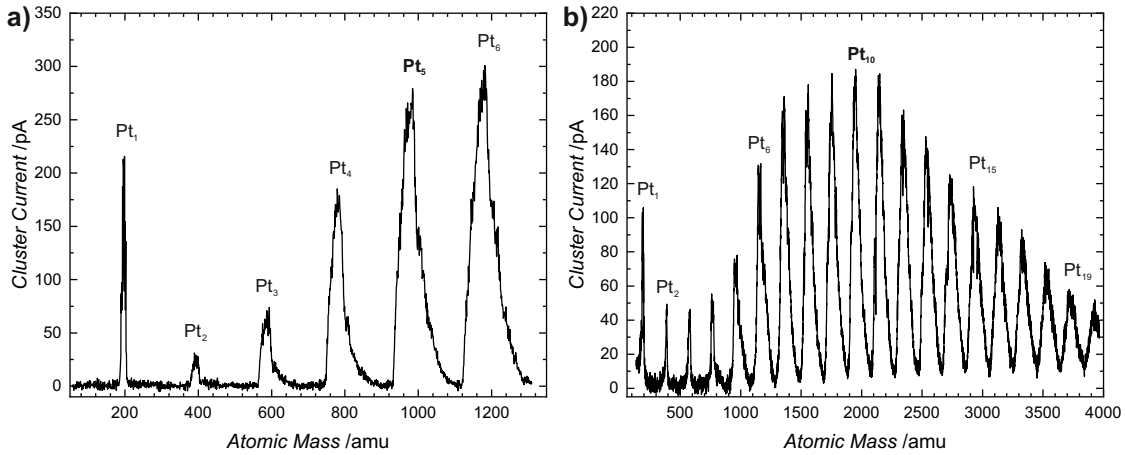 a)
Cluster Current /pA
350
300
250
200
150
100
50
0
Pt₁
Pt₂
Pt₃
Pt₄
Pt₅
Pt₆
200 400 600 800 1000 1200
Atomic Mass /amu
b)
Cluster Current /pA
220
200
180
160
140
120
100
80
60
40
20
0
Pt₁
Pt₂
Pt₆
Pt₁₀
Pt₁₅
Pt₁₉
500 1000 1500 2000 2500 3000 3500 4000
Atomic Mass /amu